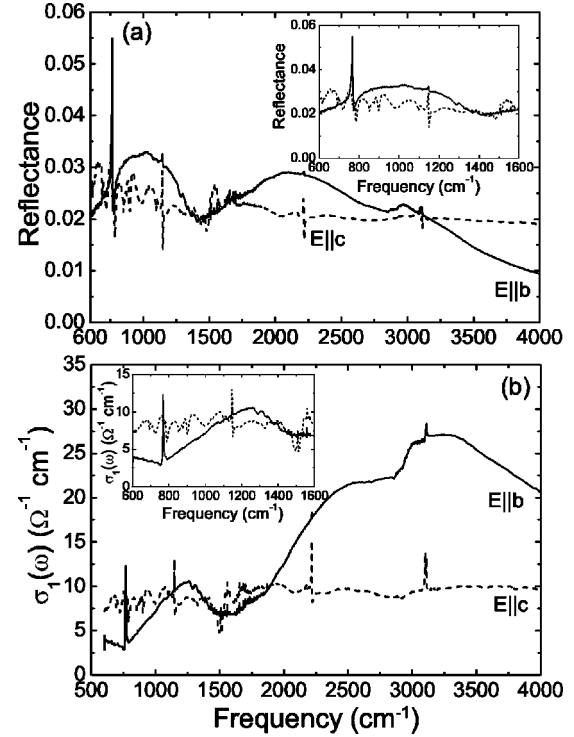 (a)
0.06
0.05
0.04
0.03
0.02
0.01
0.00
Reflectance
600 1000 1500 2000 2500 3000 3500 4000
E||c
E||b
0.06
0.04
0.02
0.00
Reflectance
600 800 1000 1200 1400 1600
Frequency (cm⁻¹)
(b)
35
30
25
20
15
10
5
0
σ₁(ω) (Ω⁻¹ cm⁻¹)
15
10
5
0
σ₁(ω) (Ω⁻¹ cm⁻¹)
600 800 1000 1200 1400 1600
Frequency (cm⁻¹)
E||b
E||c
500 1000 1500 2000 2500 3000 3500 4000
Frequency (cm⁻¹)